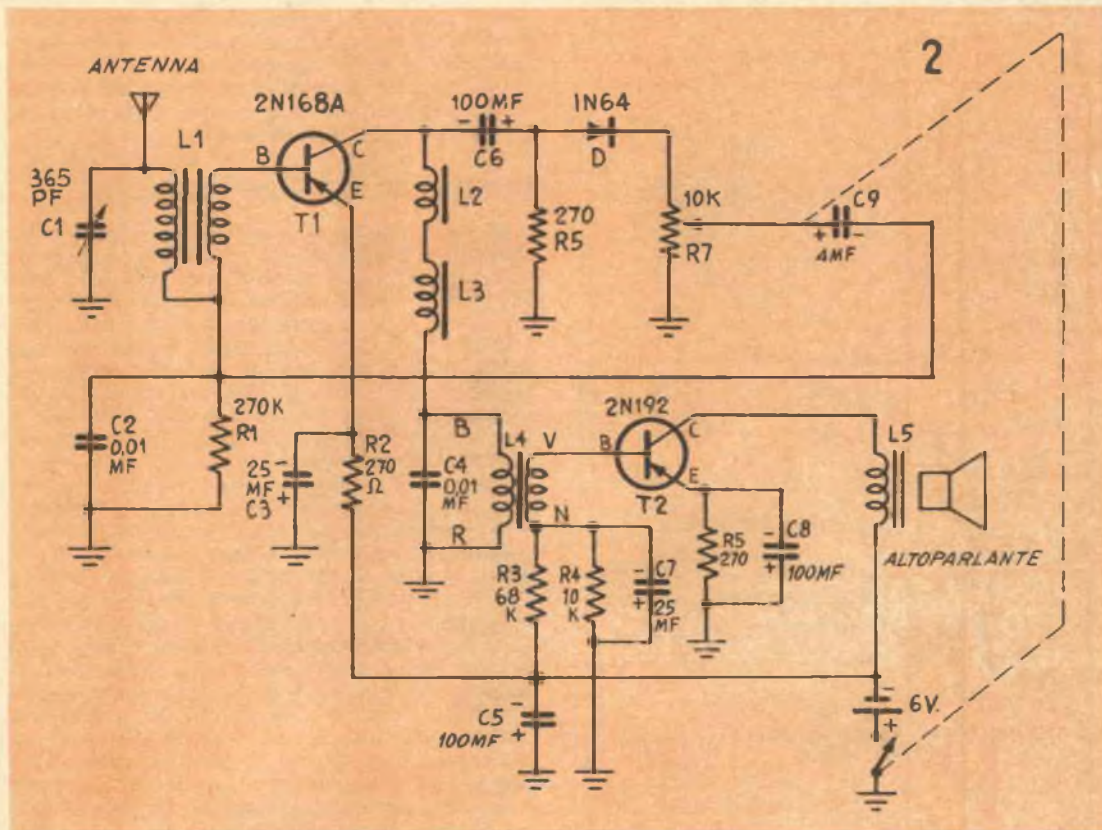 2
ANTENNA
2N168A
100MF
1N64
- +
C6
L1
B
C
E
T1
D
365
PF
C1
L2
L3
270
R5
10K
R7
C9
+ -
4MF
C2
0,01
MF
270K
R1
25
MF
C3
-
+
R2
270
Ω
C4
0,01
MF
B
R
L4
V
N
2N192
B
C
E
T2
L5
ALTOPARLANTE
R3
68
K
R4
10
K
C7
25
MF
-
+
R5
270
C8
100MF
-
+
C5
100MF
-
+
6V.
-
+